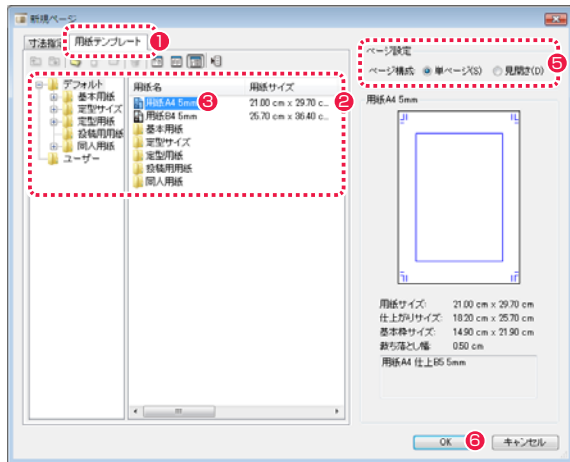 新規ページ
寸法指定 用紙テンプレート 1
デフォルト
基本用紙
定型サイズ
定型用紙
投稿用用紙
同人用紙
ユーザー
用紙名 用紙サイズ
用紙A4 5mm 3 21.00 cm x 29.70 c... 2
用紙B4 5mm 25.70 cm x 36.40 c...
基本用紙
定型サイズ
定型用紙
投稿用用紙
同人用紙
ページ設定
ページ構成: 単ページ(S) 見開き(D) 5
用紙A4 5mm
用紙サイズ: 21.00 cm x 29.70 cm
仕上がりサイズ: 18.20 cm x 25.70 cm
基本枠サイズ: 14.90 cm x 21.90 cm
裁ち落とし幅: 0.50 cm
用紙A4 仕上B5 5mm
OK 6 キャンセル